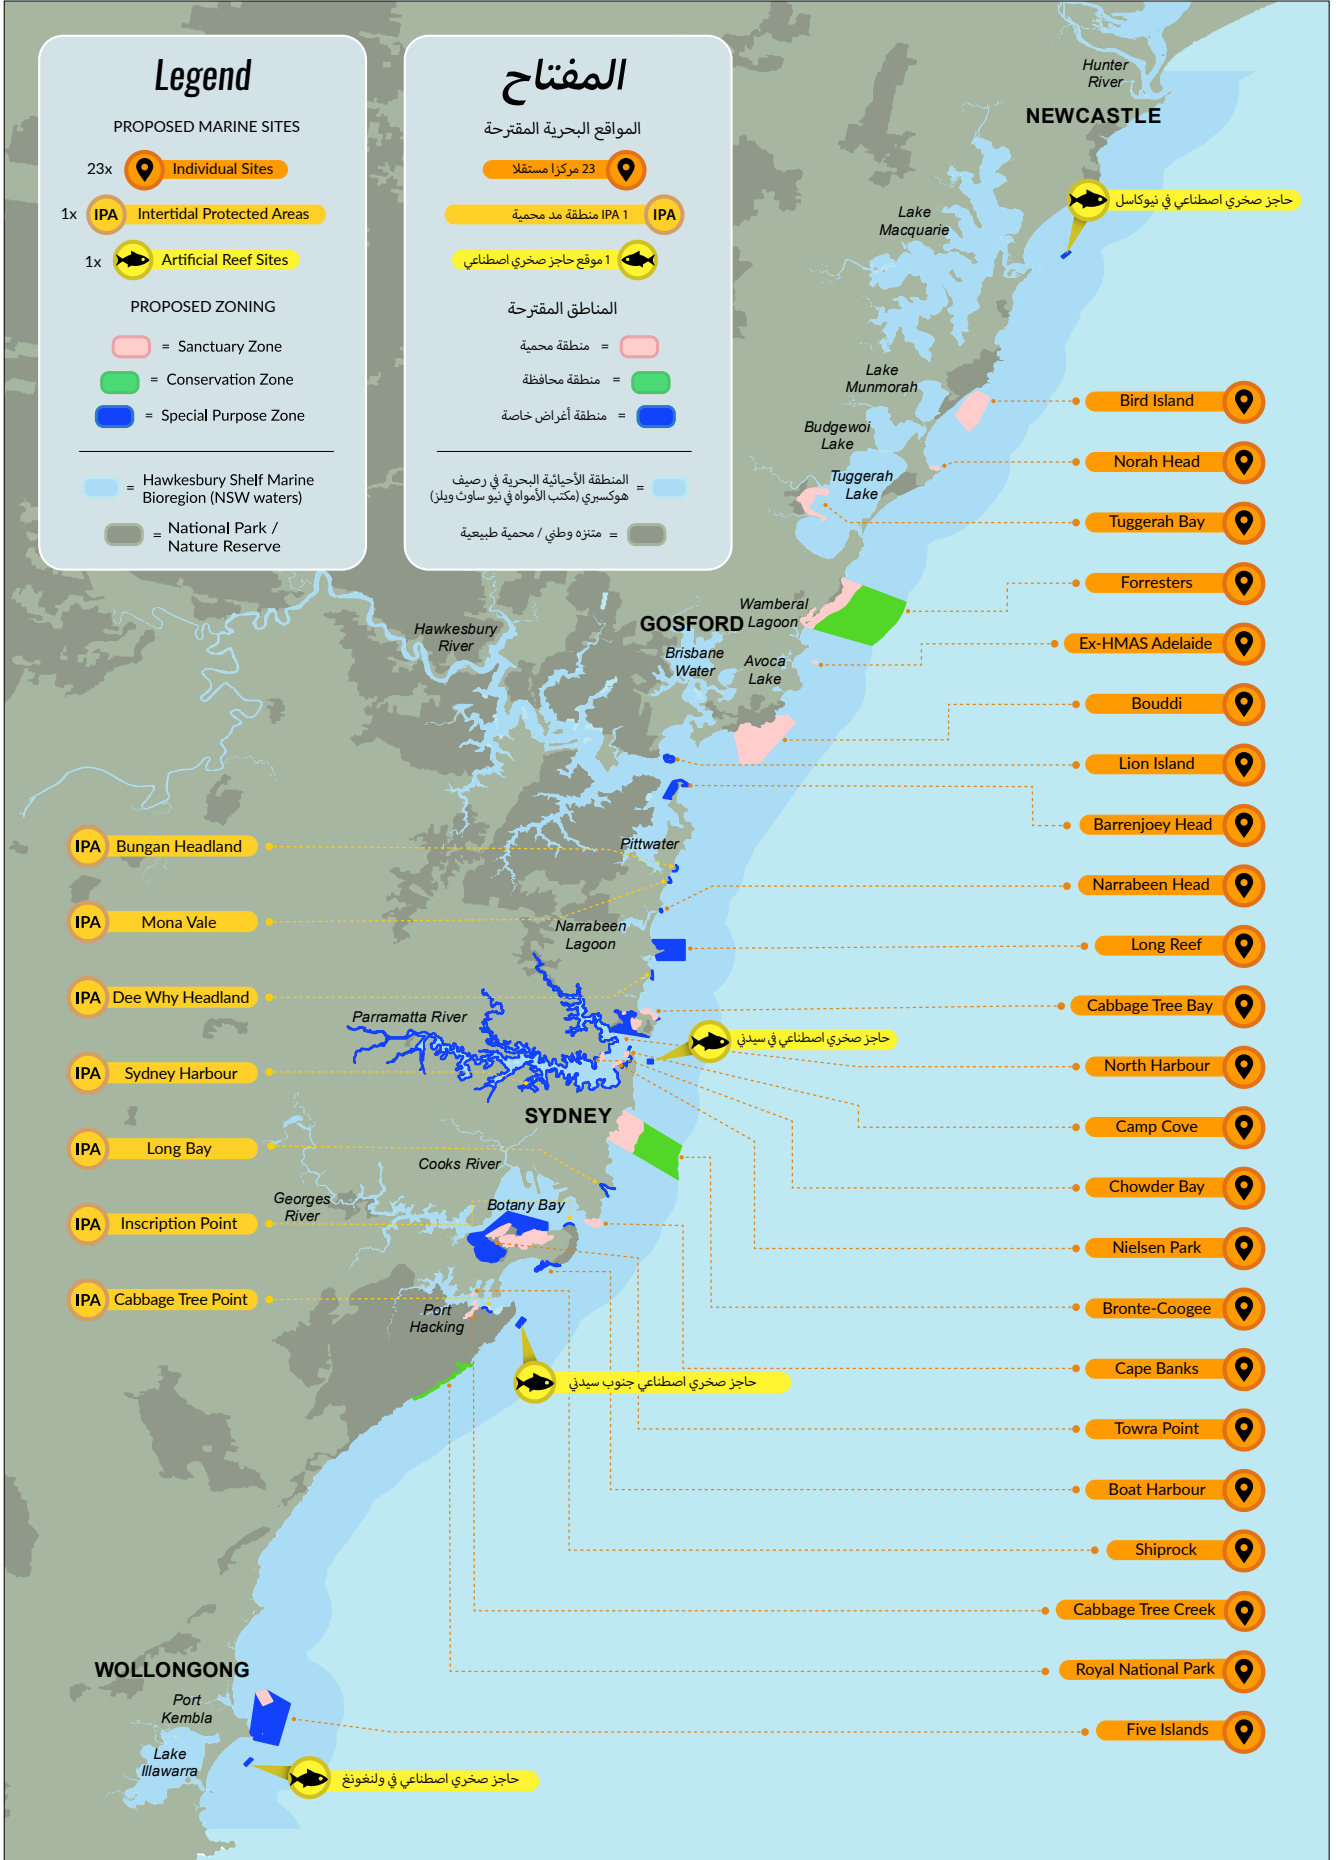 Legend
PROPOSED MARINE SITES
23x Individual Sites
1x IPA Intertidal Protected Areas
1x Artificial Reef Sites
PROPOSED ZONING
= Sanctuary Zone
= Conservation Zone
= Special Purpose Zone
= Hawkesbury Shelf Marine
Bioregion (NSW waters)
= National Park /
Nature Reserve
المفتاح
المواقع البحرية المقترحة
23 مركزا مستقلا
1 IPA منطقة مد محمية IPA
1 موقع حاجز صخري اصطناعي
المناطق المقترحة
= منطقة محمية
= منطقة محافظة
= منطقة أغراض خاصة
= المنطقة الأحيائية البحرية في رصيف
هوكسبري (مكتب الأمواه في نيو ساوث ويلز)
= متنزه وطني / محمية طبيعية
Hunter
River
NEWCASTLE
حاجز صخري اصطناعي في نيوكاسل
Lake
Macquarie
Lake
Munmorah
Bird Island
Budgewoi
Lake
Norah Head
Tuggerah
Lake
Tuggerah Bay
Forresters
Wamberal
Lagoon
GOSFORD
Hawkesbury
River
Ex-HMAS Adelaide
Brisbane
Water
Avoca
Lake
Bouddi
Lion Island
Barrenjoey Head
Pittwater
IPA Bungan Headland
Narrabeen Head
IPA Mona Vale
Narrabeen
Lagoon
Long Reef
IPA Dee Why Headland
Cabbage Tree Bay
Parramatta River
حاجز صخري اصطناعي في سيدني
North Harbour
IPA Sydney Harbour
SYDNEY
Camp Cove
IPA Long Bay
Cooks River
Chowder Bay
Georges
River
Botany Bay
IPA Inscription Point
Nielsen Park
IPA Cabbage Tree Point
Port
Hacking
Bronte-Coogee
Cape Banks
حاجز صخري اصطناعي جنوب سيدني
Towra Point
Boat Harbour
Shiprock
Cabbage Tree Creek
WOLLONGONG
Royal National Park
Port
Kembla
Five Islands
Lake
Illawarra
حاجز صخري اصطناعي في ولنغونغ